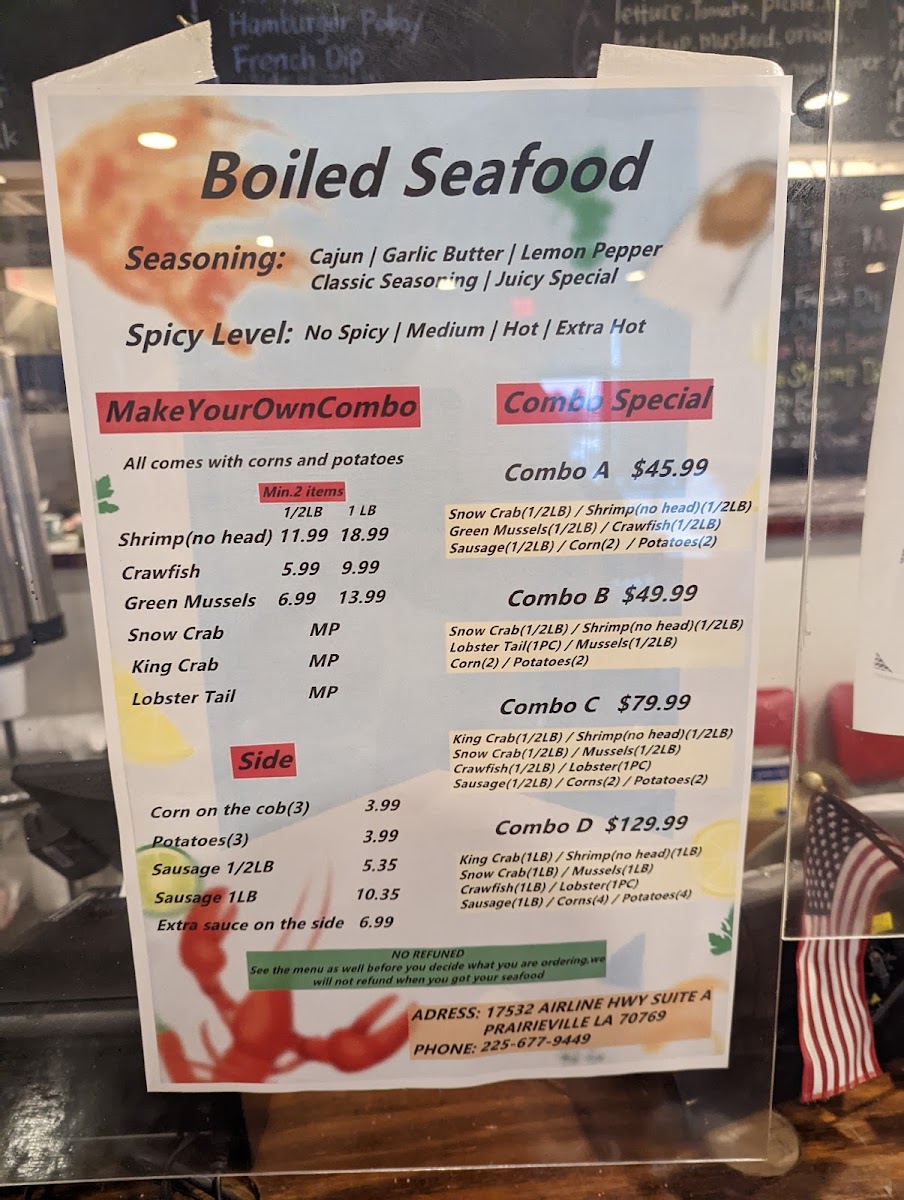 Hamburger Pobo/
French Dip
lettuce, Tomato, pickle,
Boiled Seafood
Seasoning: Cajun | Garlic Butter | Lemon Pepper
Classic Seasoning | Juicy Special
Spicy Level: No Spicy | Medium | Hot | Extra Hot
MakeYourOwnCombo
All comes with corns and potatoes
Min.2 items
1/2LB 1 LB
Shrimp(no head) 11.99 18.99
Crawfish 5.99 9.99
Green Mussels 6.99 13.99
Snow Crab MP
King Crab MP
Lobster Tail MP
Side
Corn on the cob(3) 3.99
Potatoes(3) 3.99
Sausage 1/2LB 5.35
Sausage 1LB 10.35
Extra sauce on the side 6.99
Combo Special
Combo A $45.99
Snow Crab(1/2LB) / Shrimp(no head)(1/2LB)
Green Mussels(1/2LB) / Crawfish(1/2LB)
Sausage(1/2LB) / Corn(2) / Potatoes(2)
Combo B $49.99
Snow Crab(1/2LB) / Shrimp(no head)(1/2LB)
Lobster Tail(1PC) / Mussels(1/2LB)
Corn(2) / Potatoes(2)
Combo C $79.99
King Crab(1/2LB) / Shrimp(no head)(1/2LB)
Snow Crab(1/2LB) / Mussels(1/2LB)
Crawfish(1/2LB) / Lobster(1PC)
Sausage(1/2LB) / Corns(2) / Potatoes(2)
Combo D $129.99
King Crab(1LB) / Shrimp(no head)(1LB)
Snow Crab(1LB) / Mussels(1LB)
Crawfish(1LB) / Lobster(1PC)
Sausage(1LB) / Corns(4) / Potatoes(4)
NO REFUNED
See the menu as well before you decide what you are ordering,we
will not refund when you got your seafood
ADRESS: 17532 AIRLINE HWY SUITE A
PRAIRIEVILLE LA 70769
PHONE: 225-677-9449